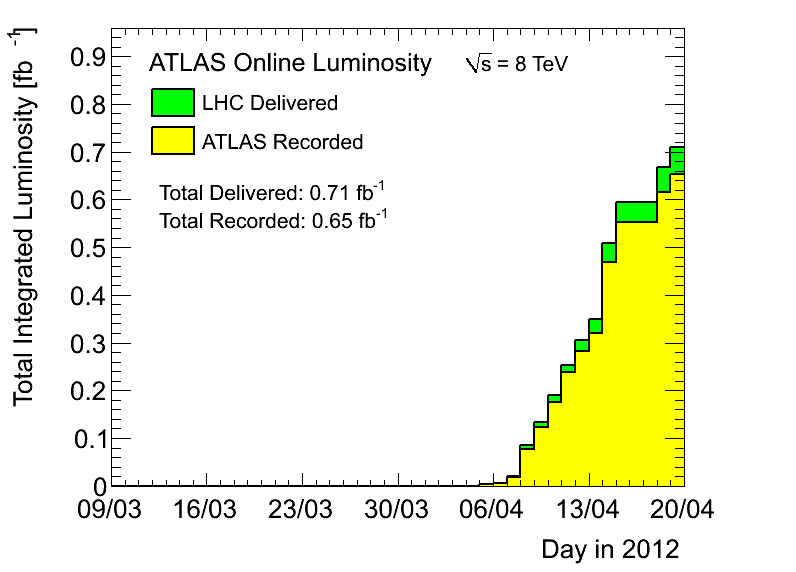 Total Integrated Luminosity [fb⁻¹]
0.9
0.8
0.7
0.6
0.5
0.4
0.3
0.2
0.1
0
ATLAS Online Luminosity √s = 8 TeV
LHC Delivered
ATLAS Recorded
Total Delivered: 0.71 fb⁻¹
Total Recorded: 0.65 fb⁻¹
09/03 16/03 23/03 30/03 06/04 13/04 20/04
Day in 2012